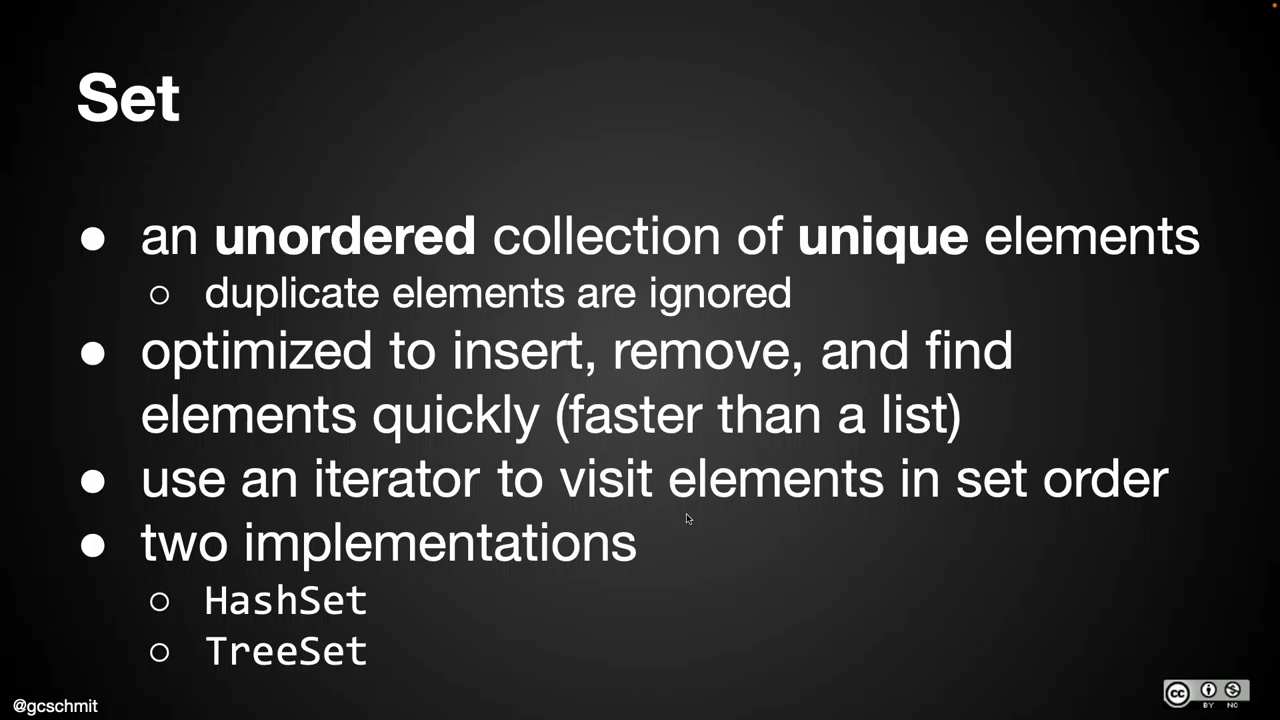 Set
● an unordered collection of unique elements
○ duplicate elements are ignored
● optimized to insert, remove, and find
elements quickly (faster than a list)
● use an iterator to visit elements in set order
● two implementations
○ HashSet
○ TreeSet
@gcschmit
cc
BY NC